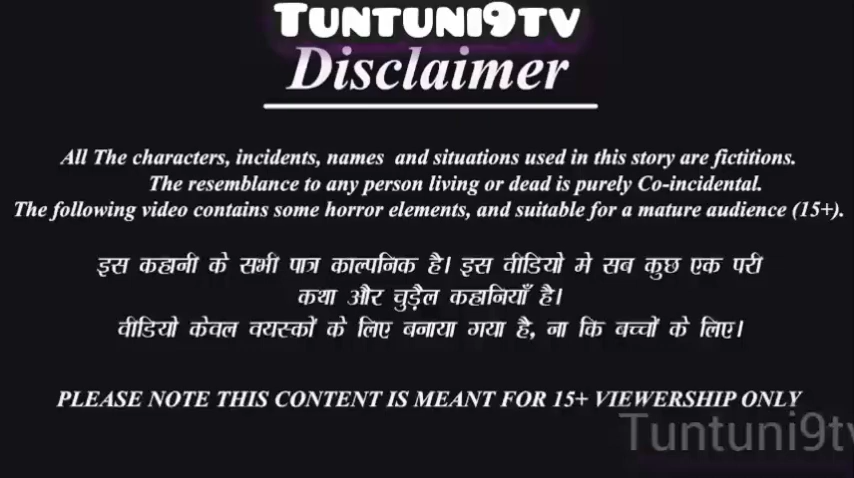 TUNTUNI9TV
Disclaimer
All The characters, incidents, names and situations used in this story are fictitions.
The resemblance to any person living or dead is purely Co-incidental.
The following video contains some horror elements, and suitable for a mature audience (15+).
इस कहानी के सभी पात्र काल्पनिक है। इस वीडियो मे सब कुछ एक परी
कथा और चुड़ैल कहानियाँ है।
वीडियो केवल वयस्कों के लिए बनाया गया है, ना कि बच्चों के लिए।
PLEASE NOTE THIS CONTENT IS MEANT FOR 15+ VIEWERSHIP ONLY
Tuntuni9tv